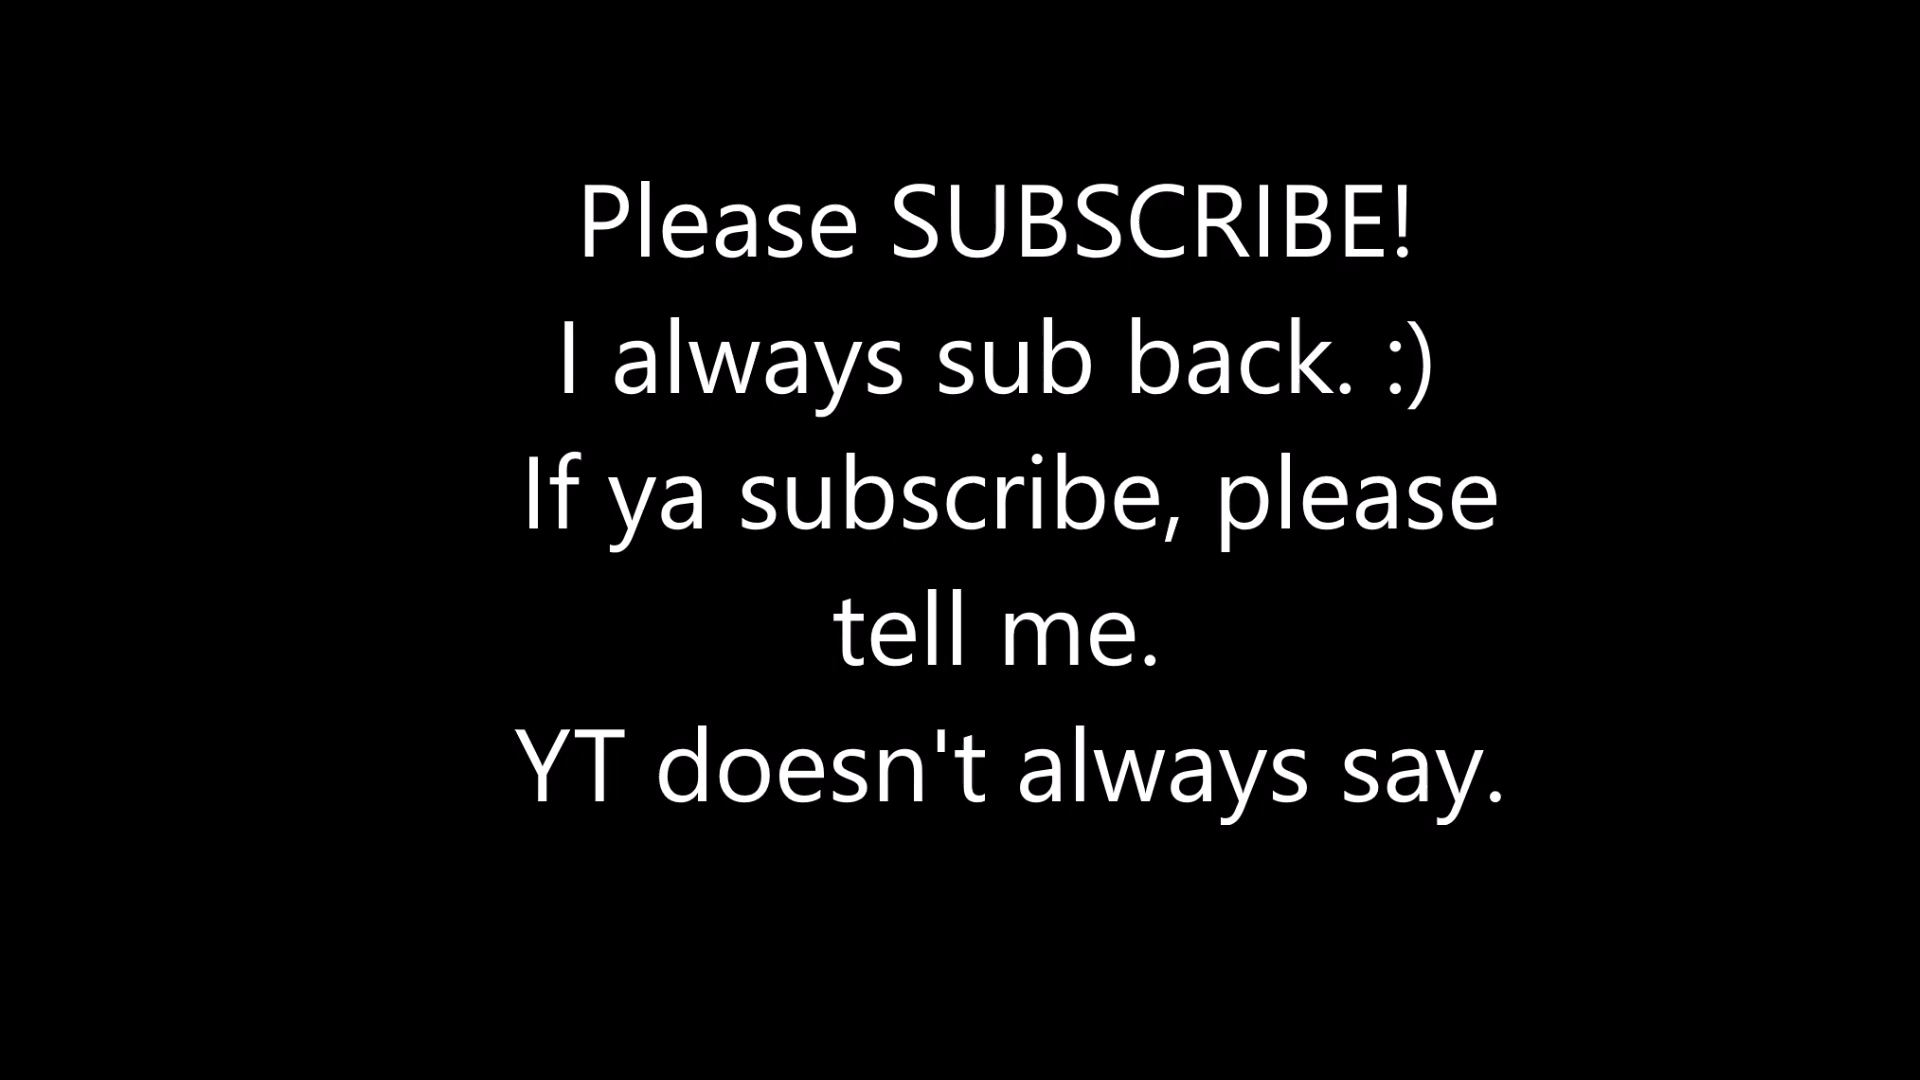 Please SUBSCRIBE!
I always sub back. :)
If ya subscribe, please
tell me.
YT doesn't always say.